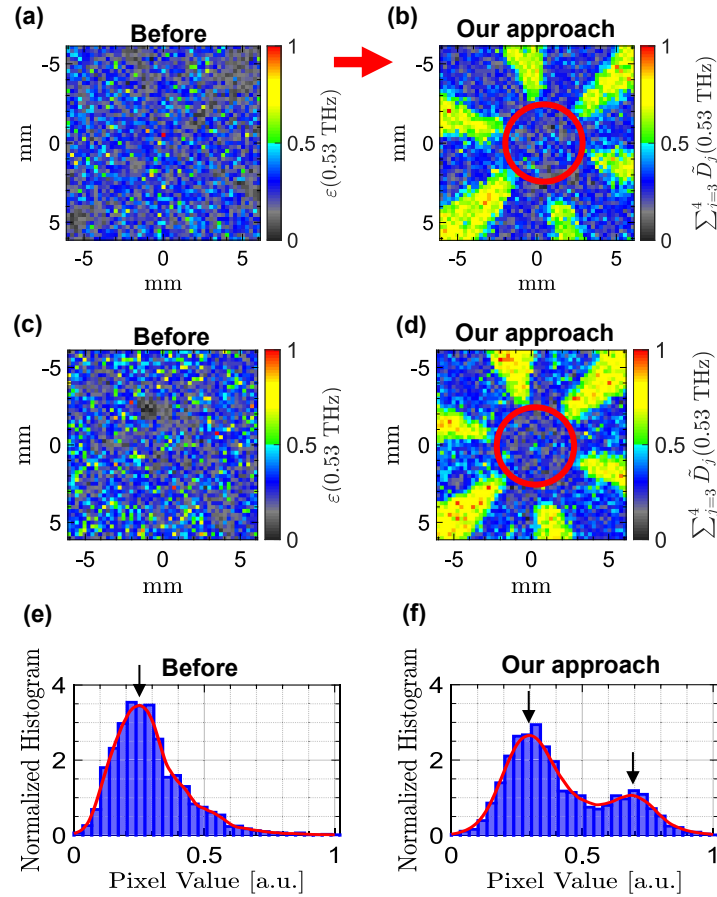 (a)
Before
-5
0
5
mm
-5 0 5
mm
1
0.5
0
ε(0.53 THz)
(b)
Our approach
-5
0
5
mm
-5 0 5
mm
1
0.5
0
∑⁴ⱼ₌₃ D̃ⱼ(0.53 THz)
(c)
Before
-5
0
5
mm
-5 0 5
mm
1
0.5
0
ε(0.53 THz)
(d)
Our approach
-5
0
5
mm
-5 0 5
mm
1
0.5
0
∑⁴ⱼ₌₃ D̃ⱼ(0.53 THz)
(e)
Before
Normalized Histogram
4
2
0
0 0.5 1
Pixel Value [a.u.]
(f)
Our approach
Normalized Histogram
4
2
0
0 0.5 1
Pixel Value [a.u.]